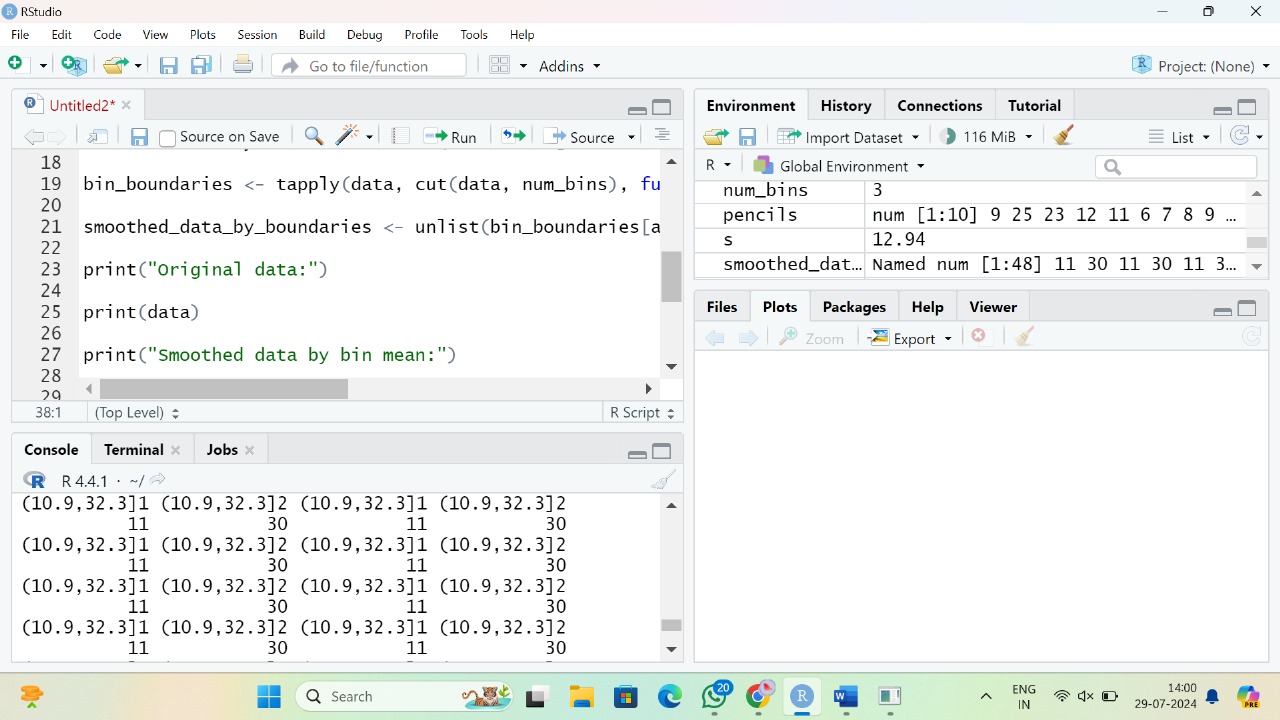 RStudio
File Edit Code View Plots Session Build Debug Profile Tools Help
Go to file/function Addins Project: (None)
Untitled2*
Source on Save Run Source
18
19 bin_boundaries <- tapply(data, cut(data, num_bins), fu
20
21 smoothed_data_by_boundaries <- unlist(bin_boundaries[a
22
23 print("Original data:")
24
25 print(data)
26
27 print("Smoothed data by bin mean:")
28
29
38:1 (Top Level) R Script
Console Terminal Jobs
R 4.4.1 · ~/
(10.9,32.3]1 (10.9,32.3]2 (10.9,32.3]1 (10.9,32.3]2
11 30 11 30
(10.9,32.3]1 (10.9,32.3]2 (10.9,32.3]1 (10.9,32.3]2
11 30 11 30
(10.9,32.3]1 (10.9,32.3]2 (10.9,32.3]1 (10.9,32.3]2
11 30 11 30
(10.9,32.3]1 (10.9,32.3]2 (10.9,32.3]1 (10.9,32.3]2
11 30 11 30
Environment History Connections Tutorial
Import Dataset 116 MiB List
R Global Environment
num_bins 3
pencils num [1:10] 9 25 23 12 11 6 7 8 9 ...
s 12.94
smoothed_dat... Named num [1:48] 11 30 11 30 11 3...
Files Plots Packages Help Viewer
Zoom Export
Search 20 ENG IN 14:00 29-07-2024 PRE